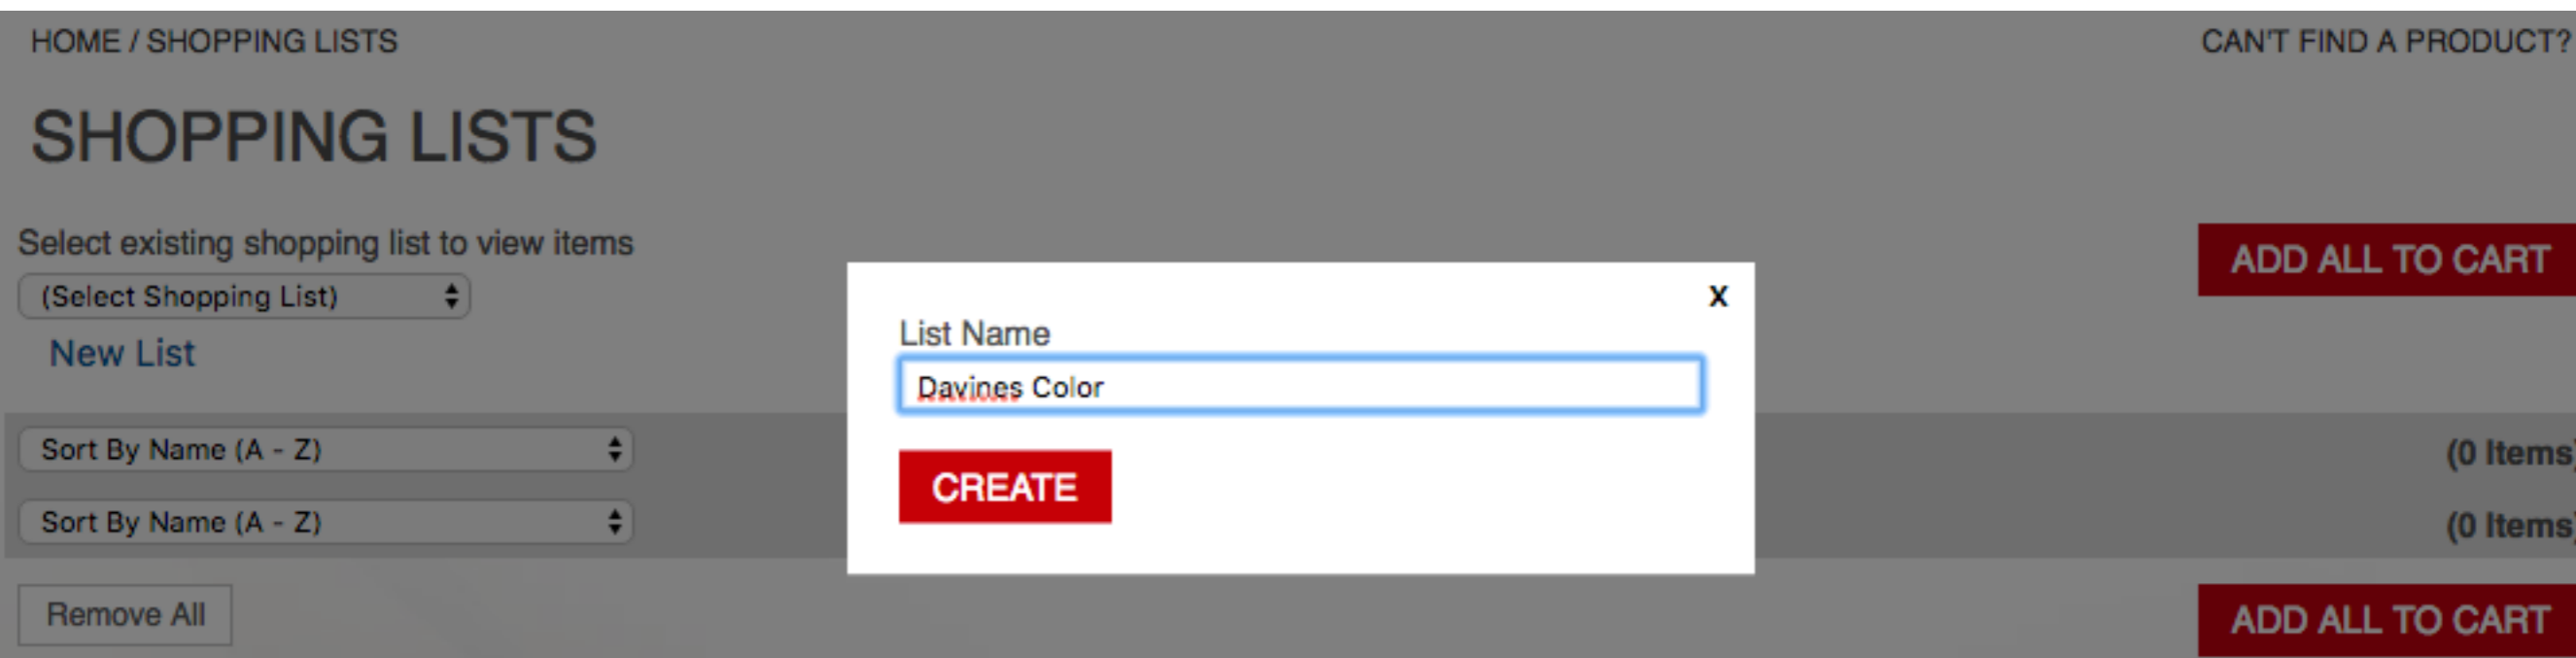 HOME / SHOPPING LISTS
CAN'T FIND A PRODUCT?
SHOPPING LISTS
Select existing shopping list to view items
(Select Shopping List)
New List
ADD ALL TO CART
x
List Name
Davines Color
CREATE
Sort By Name (A - Z)
(0 Items)
Sort By Name (A - Z)
(0 Items)
Remove All
ADD ALL TO CART